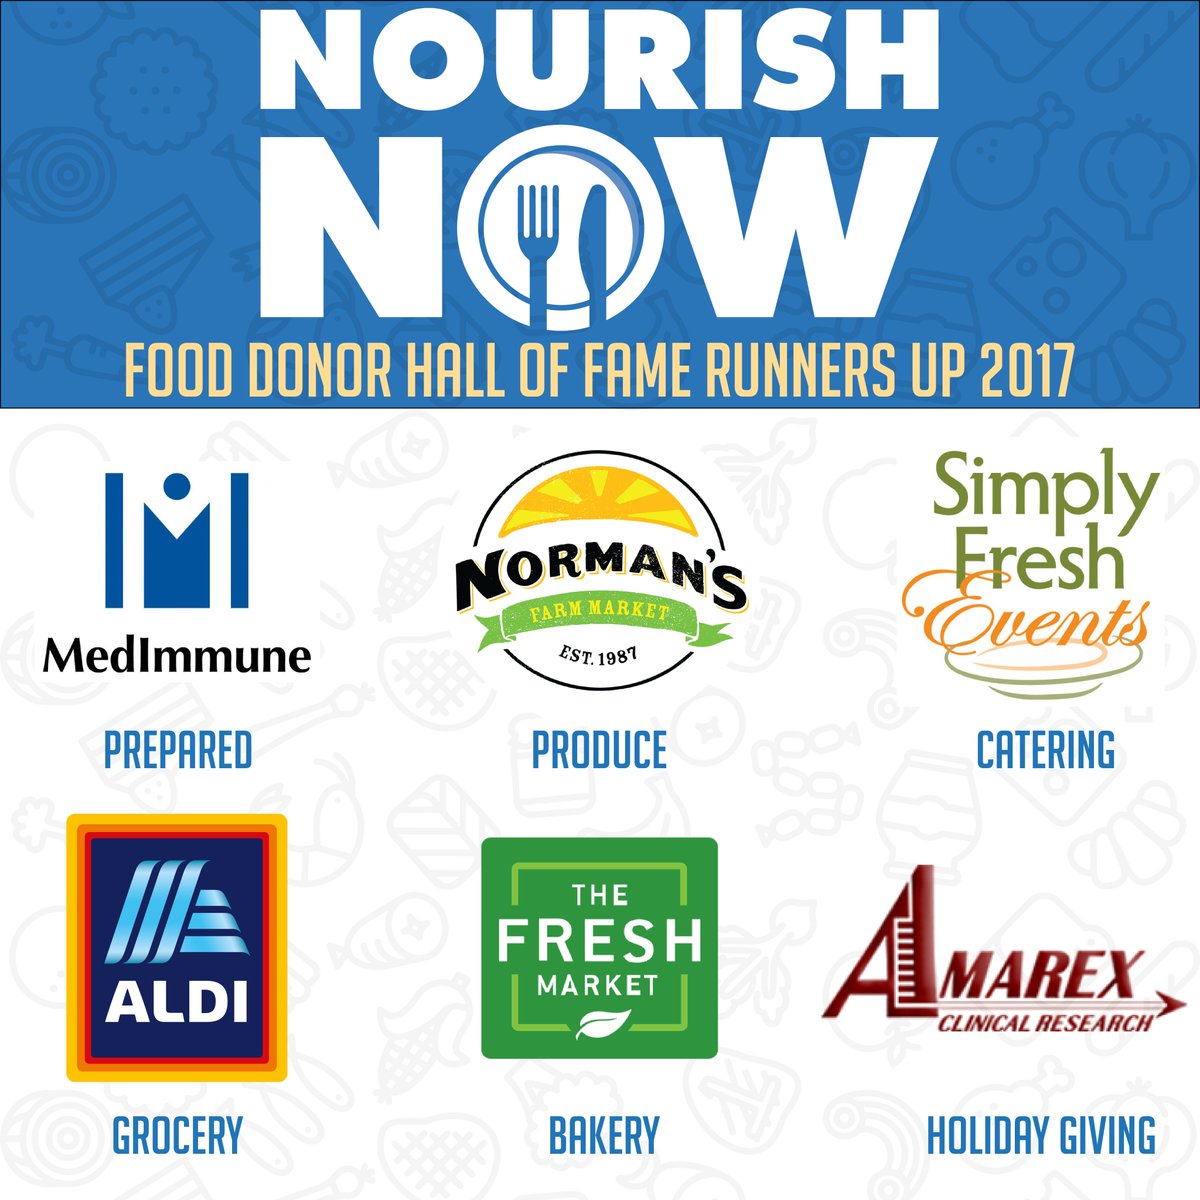 NOURISH
NOW
FOOD DONOR HALL OF FAME RUNNERS UP 2017
MedImmune
PREPARED
NORMAN'S
FARM MARKET
EST. 1987
PRODUCE
Simply
Fresh
Events
CATERING
ALDI
GROCERY
THE
FRESH
MARKET
BAKERY
AMAREX
CLINICAL RESEARCH
HOLIDAY GIVING